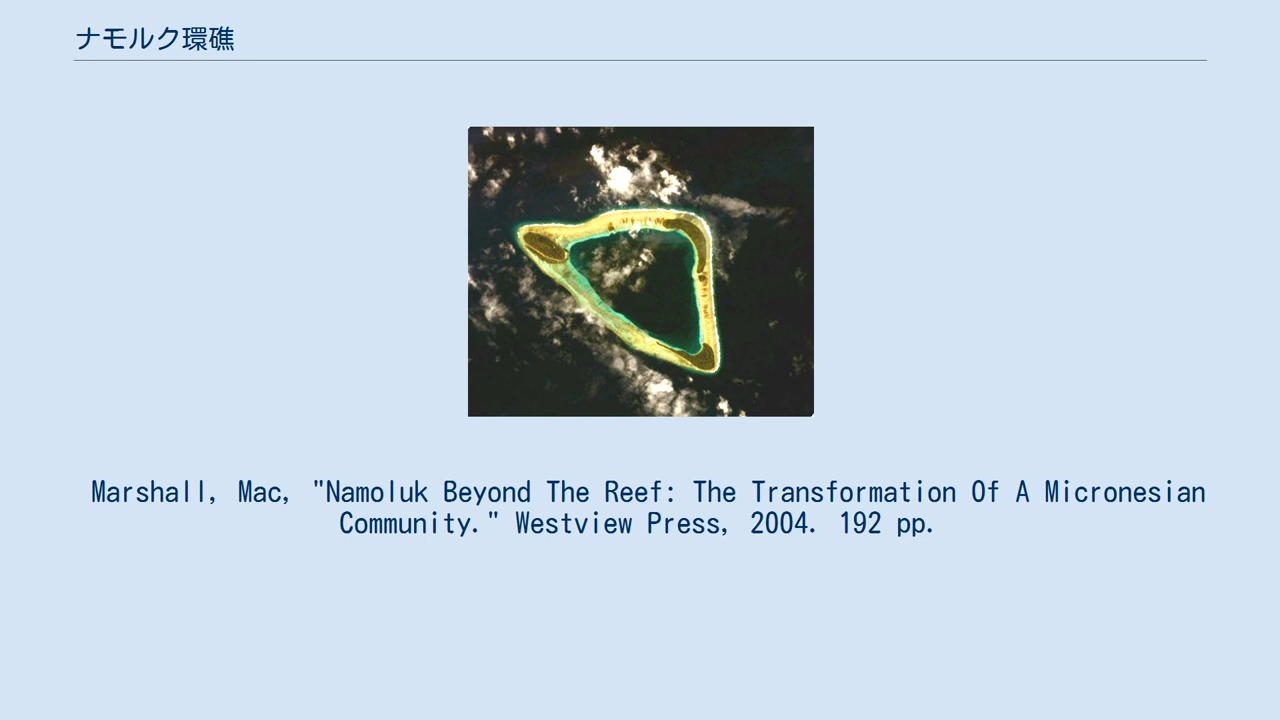 ナモルク環礁
Marshall, Mac, "Namoluk Beyond The Reef: The Transformation Of A Micronesian
Community." Westview Press, 2004. 192 pp.